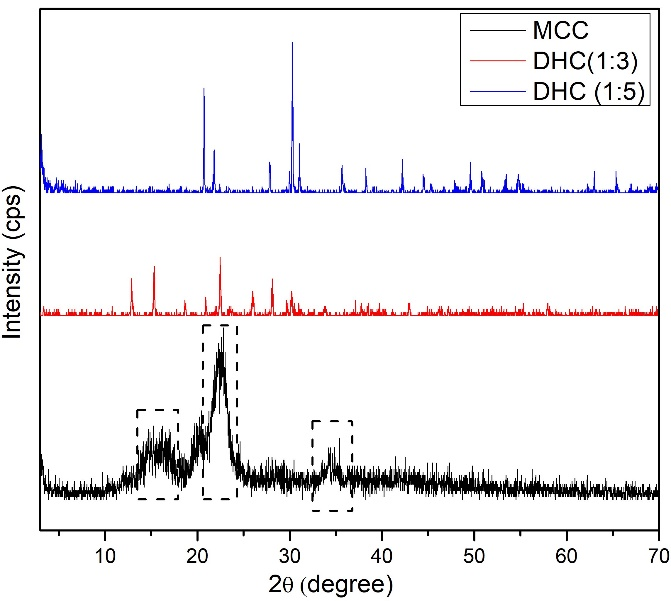 MCC
DHC(1:3)
DHC (1:5)
Intensity (cps)
10 20 30 40 50 60 70
2θ (degree)